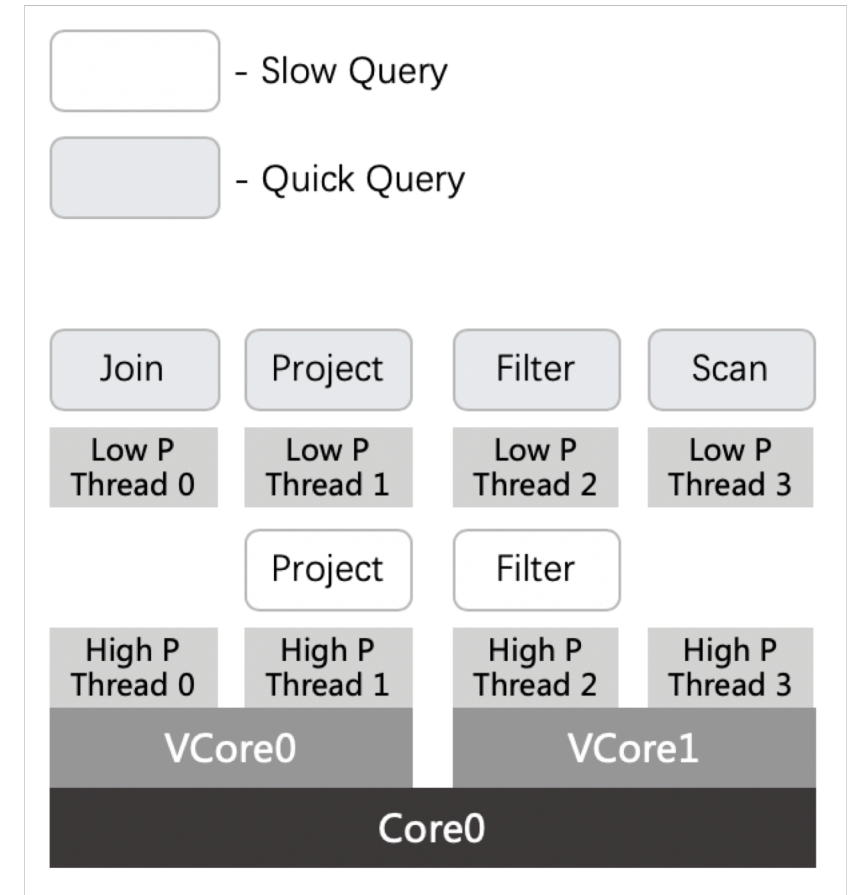 - Slow Query
- Quick Query
Join
Project
Filter
Scan
Low P
Thread 0
Low P
Thread 1
Low P
Thread 2
Low P
Thread 3
Project
Filter
High P
Thread 0
High P
Thread 1
High P
Thread 2
High P
Thread 3
VCore0
VCore1
Core0